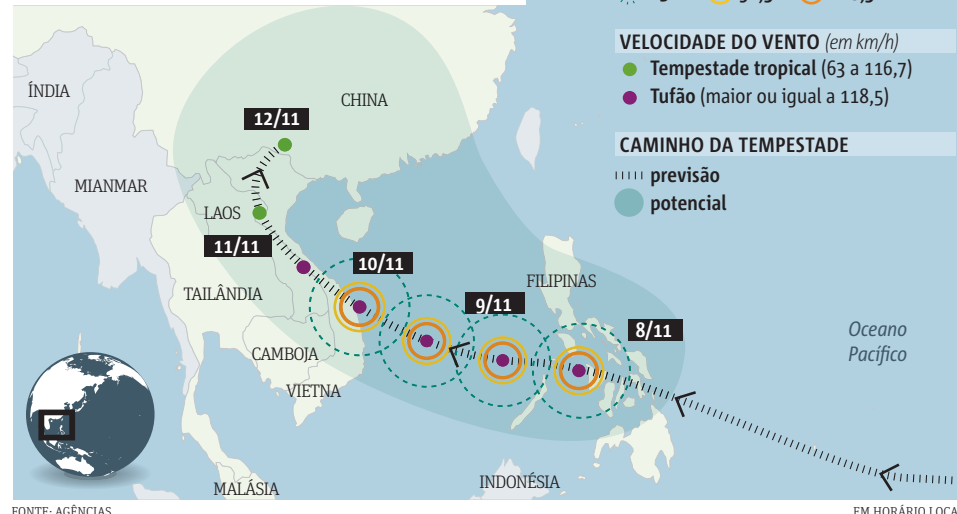 VELOCIDADE DO VENTO (em km/h)
Tempestade tropical (63 a 116,7)
Tufão (maior ou igual a 118,5)
CAMINHO DA TEMPESTADE
previsão
potencial
ÍNDIA
CHINA
12/11
MIANMAR
LAOS
11/11
10/11
TAILÂNDIA
FILIPINAS
9/11
8/11
Oceano
Pacífico
CAMBOJA
VIETNA
MALÁSIA
INDONÉSIA
FONTE: AGÊNCIAS
EM HORÁRIO LOCA